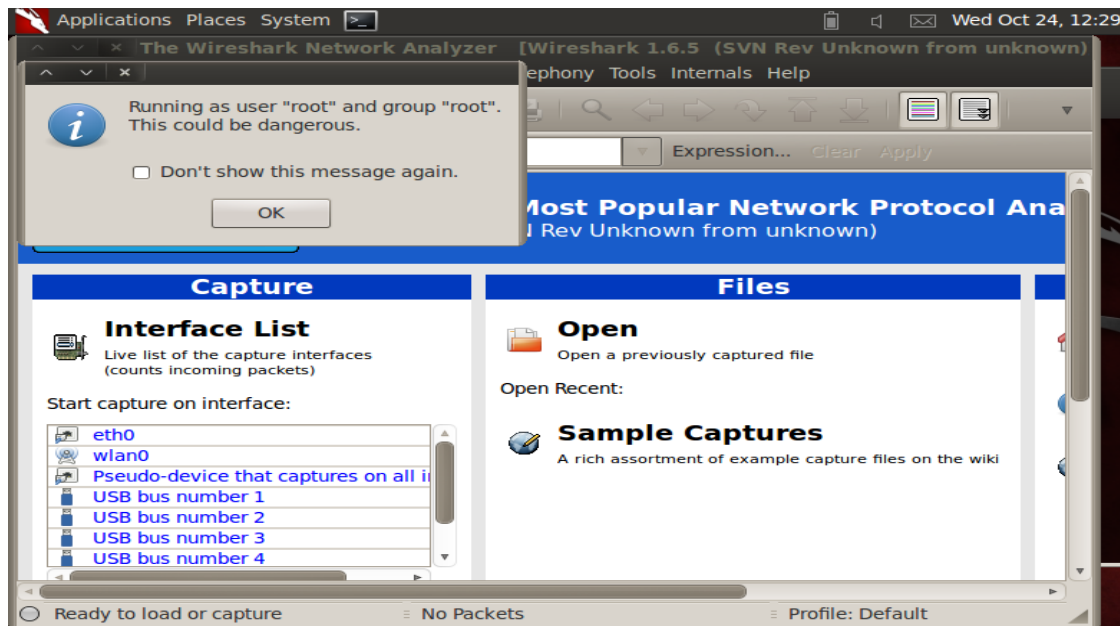 Applications Places System
Wed Oct 24, 12:29
The Wireshark Network Analyzer [Wireshark 1.6.5 (SVN Rev Unknown from unknown)
ephony Tools Internals Help
Running as user "root" and group "root".
This could be dangerous.
Don't show this message again.
OK
Expression... Clear Apply
Most Popular Network Protocol Ana
N Rev Unknown from unknown)
Capture
Interface List
Live list of the capture interfaces
(counts incoming packets)
Start capture on interface:
eth0
wlan0
Pseudo-device that captures on all i
USB bus number 1
USB bus number 2
USB bus number 3
USB bus number 4
Files
Open
Open a previously captured file
Open Recent:
Sample Captures
A rich assortment of example capture files on the wiki
Ready to load or capture
No Packets
Profile: Default